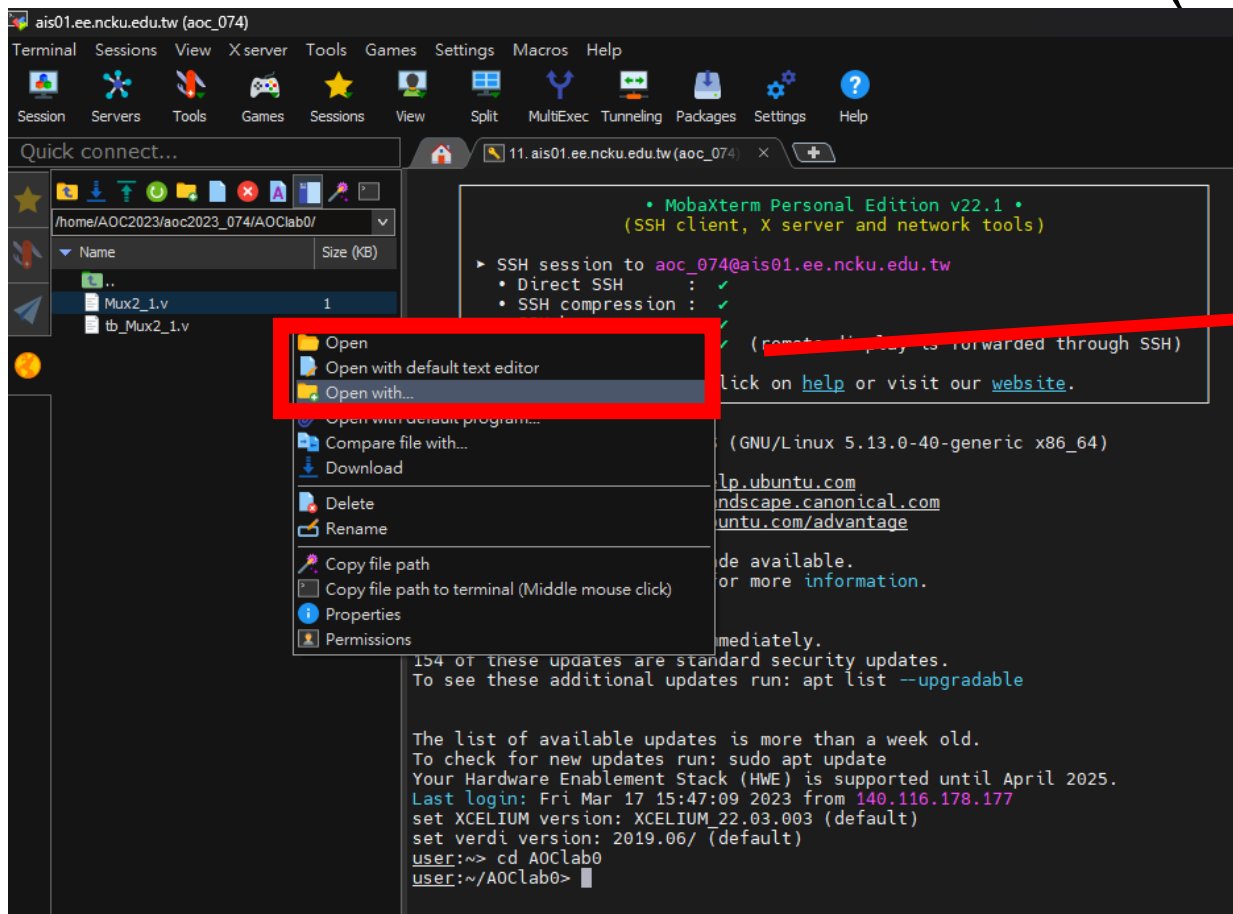 ais01.ee.ncku.edu.tw (aoc_074)
Terminal Sessions View X server Tools Games Settings Macros Help
Session Servers Tools Games Sessions View Split MultiExec Tunneling Packages Settings Help
Quick connect...
11. ais01.ee.ncku.edu.tw (aoc_074)
/home/AOC2023/aoc2023_074/AOClab0/
Name Size (KB)
..
Mux2_1.v 1
tb_Mux2_1.v
Open
Open with default text editor
Open with...
Open with default program...
Compare file with...
Download
Delete
Rename
Copy file path
Copy file path to terminal (Middle mouse click)
Properties
Permissions
• MobaXterm Personal Edition v22.1 •
(SSH client, X server and network tools)
► SSH session to aoc_074@ais01.ee.ncku.edu.tw
• Direct SSH : ✔
• SSH compression : ✔
✔
✔ (remote display is forwarded through SSH)
lick on help or visit our website.
(GNU/Linux 5.13.0-40-generic x86_64)
lp.ubuntu.com
ndscape.canonical.com
untu.com/advantage
de available.
or more information.
mediately.
154 of these updates are standard security updates.
To see these additional updates run: apt list --upgradable
The list of available updates is more than a week old.
To check for new updates run: sudo apt update
Your Hardware Enablement Stack (HWE) is supported until April 2025.
Last login: Fri Mar 17 15:47:09 2023 from 140.116.178.177
set XCELIUM version: XCELIUM_22.03.003 (default)
set verdi version: 2019.06/ (default)
user:~> cd AOClab0
user:~/AOClab0>